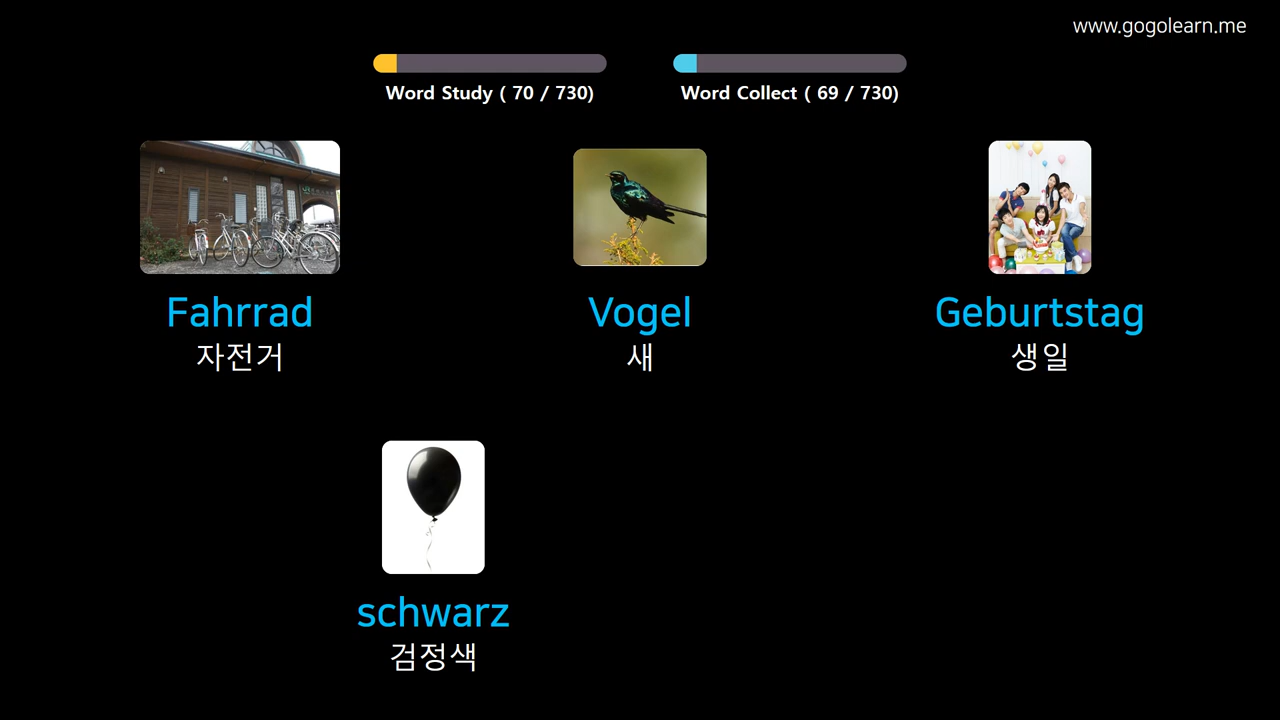 www.gogolearn.me
Word Study ( 70 / 730)
Word Collect ( 69 / 730)
Fahrrad
자전거
Vogel
새
Geburtstag
생일
schwarz
검정색